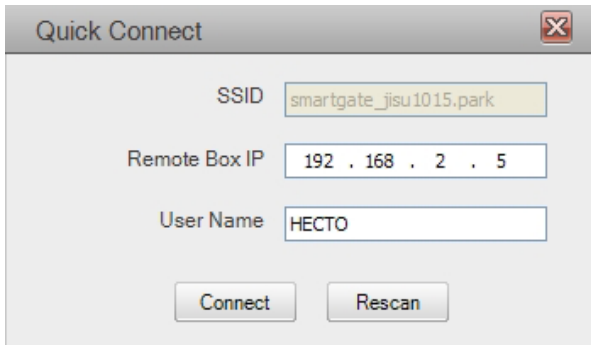 Quick Connect
SSID smartgate_jisu1015.park
Remote Box IP 192 . 168 . 2 . 5
User Name HECTO
Connect Rescan